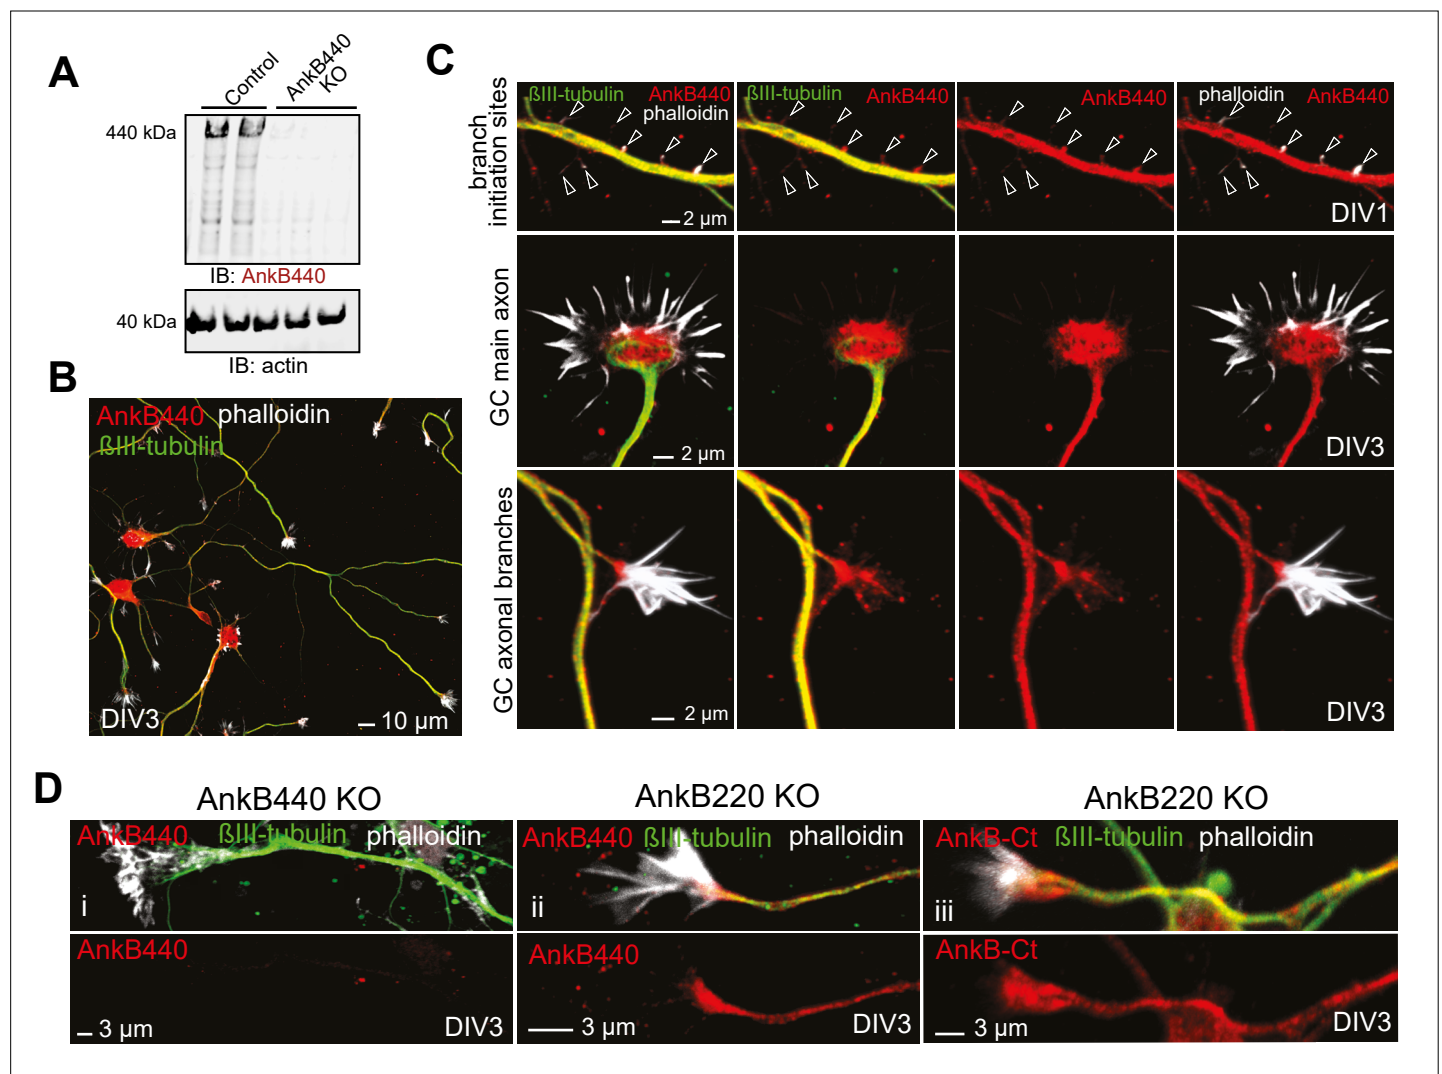 A
Control
AnkB440
KO
440 kDa
IB: AnkB440
40 kDa
IB: actin
B
AnkB440 phalloidin
ßIII-tubulin
DIV3
10 µm
C
branch
initiation sites
ßIII-tubulin AnkB440
phalloidin
2 µm
ßIII-tubulin AnkB440
AnkB440
phalloidin AnkB440
DIV1
GC main axon
2 µm
DIV3
GC axonal branches
2 µm
DIV3
D
AnkB440 KO
AnkB440 ßIII-tubulin phalloidin
i
AnkB440
3 µm
DIV3
AnkB220 KO
AnkB440 ßIII-tubulin phalloidin
ii
AnkB440
3 µm
DIV3
AnkB220 KO
AnkB-Ct ßIII-tubulin phalloidin
iii
AnkB-Ct
3 µm
DIV3